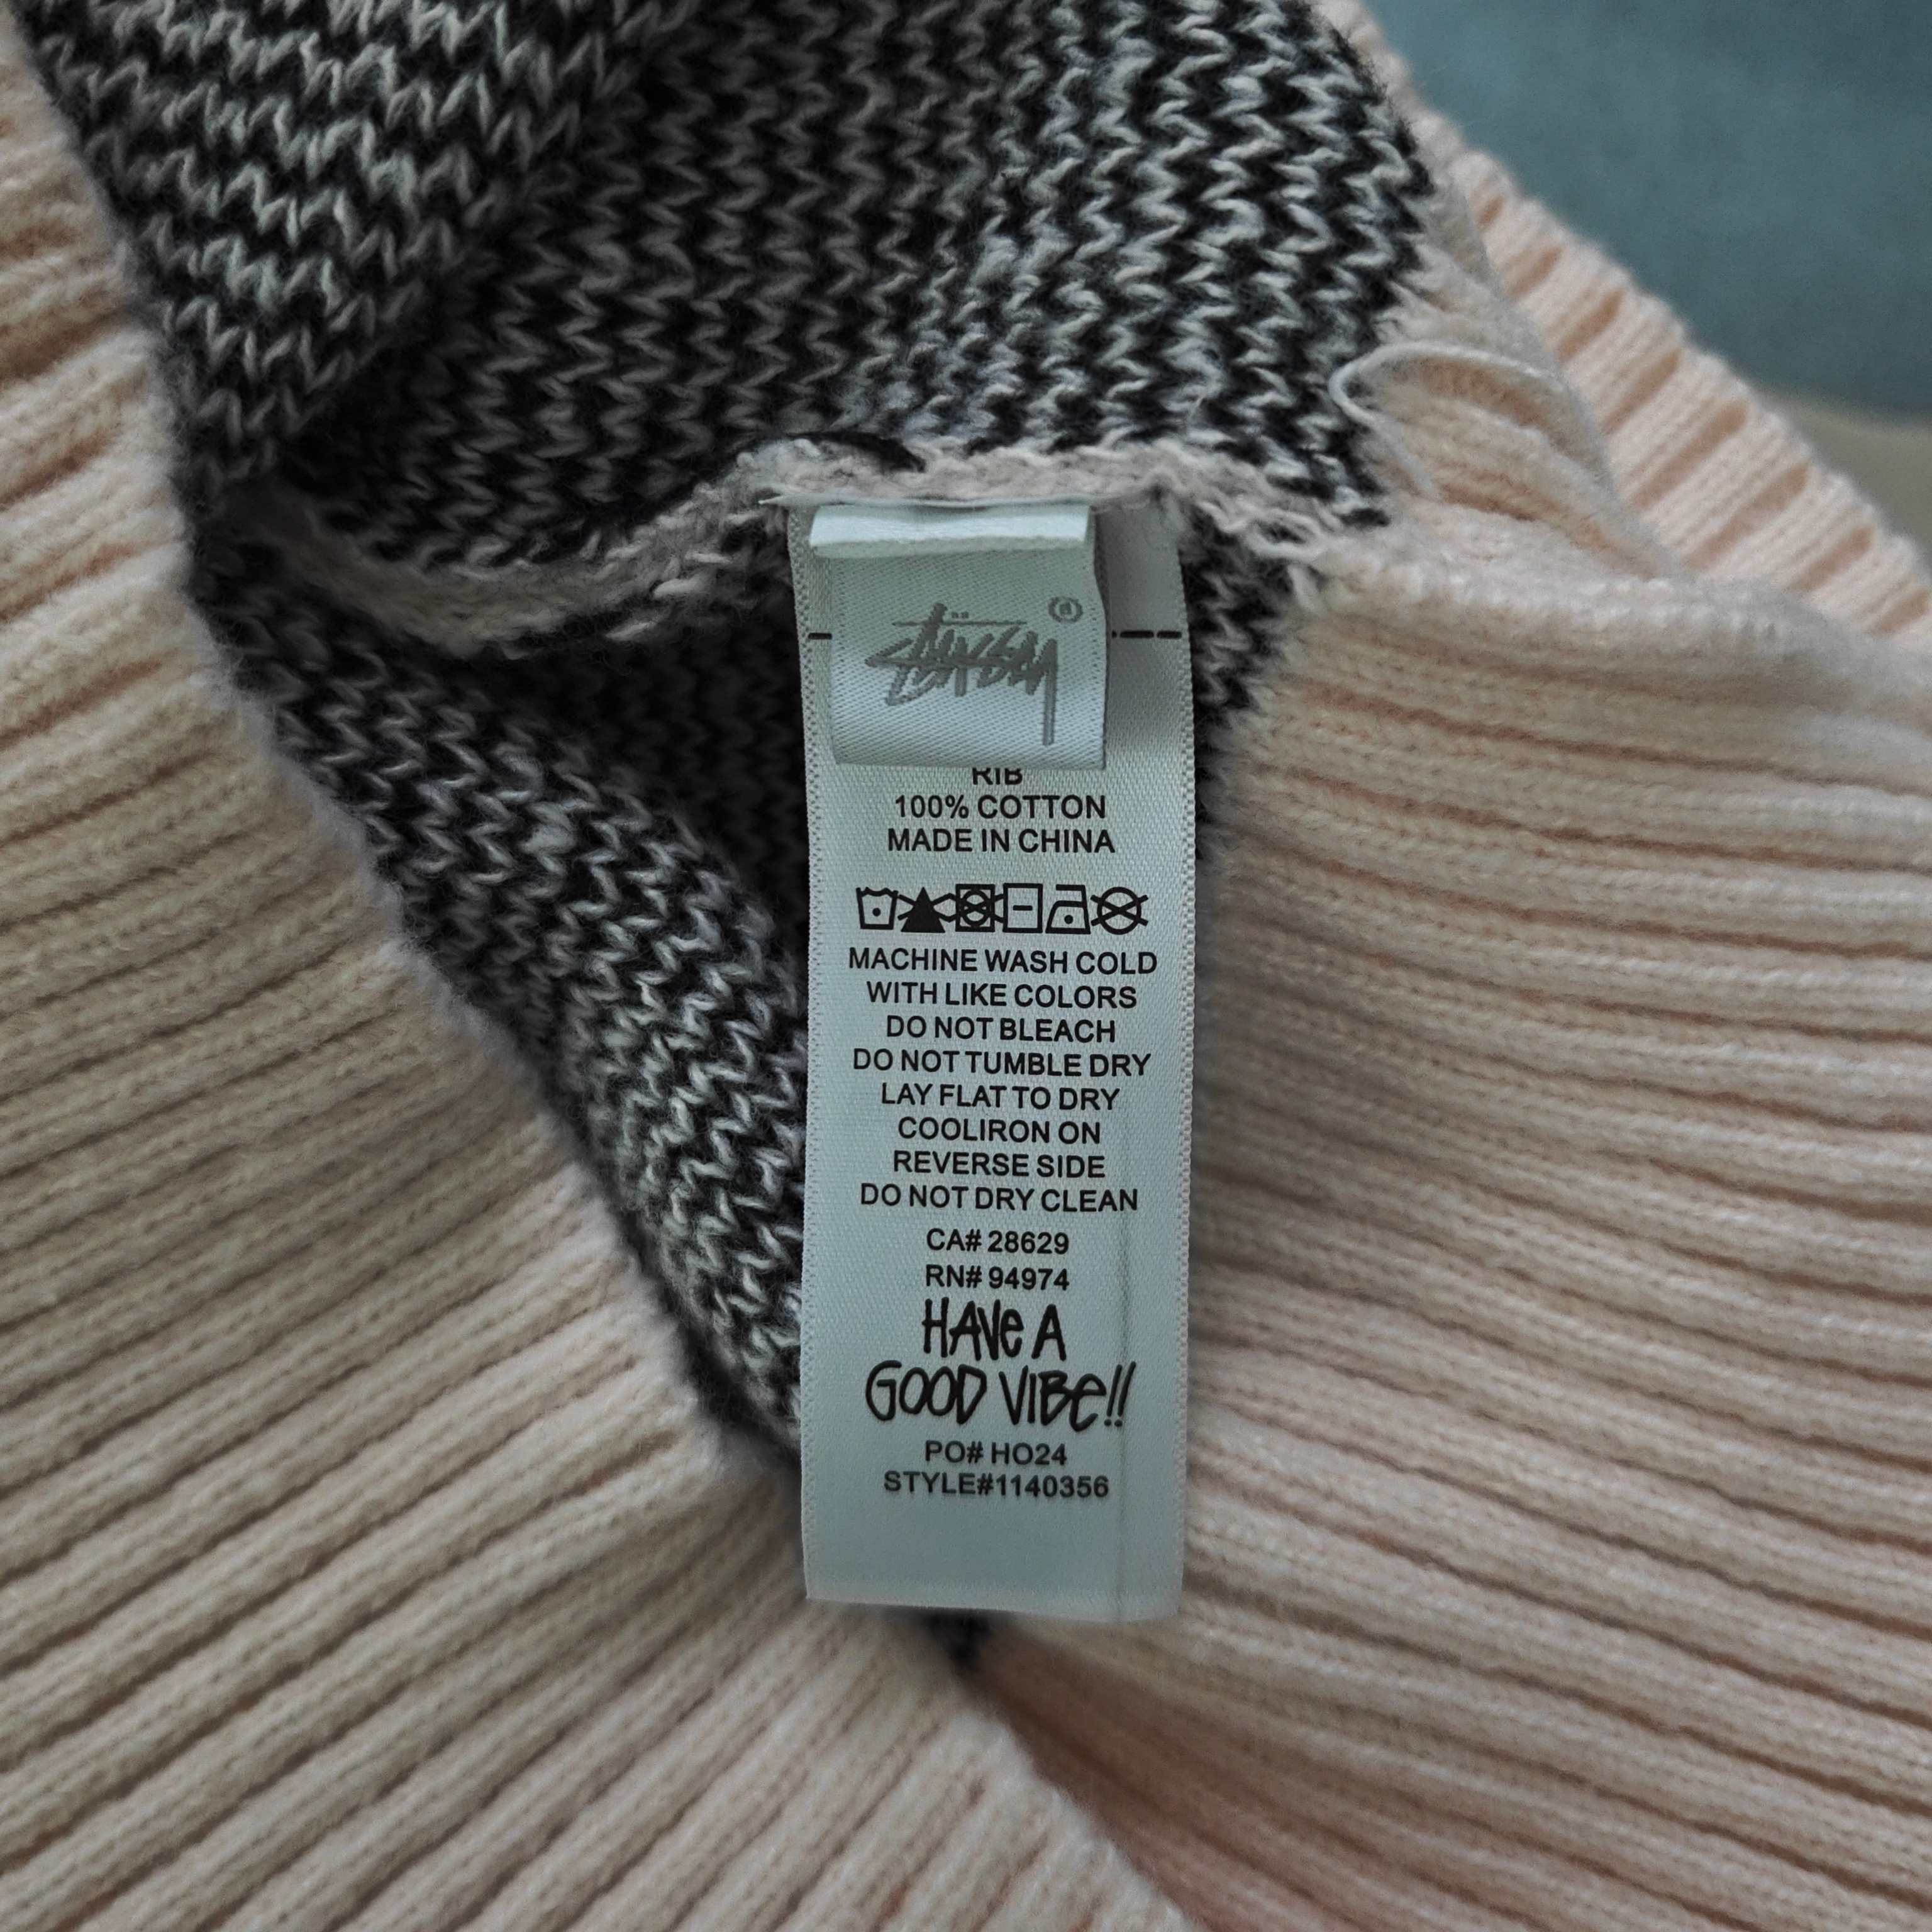 Stüssy ®
RIB
100% COTTON
MADE IN CHINA
MACHINE WASH COLD
WITH LIKE COLORS
DO NOT BLEACH
DO NOT TUMBLE DRY
LAY FLAT TO DRY
COOLIRON ON
REVERSE SIDE
DO NOT DRY CLEAN
CA# 28629
RN# 94974
HAVe A
GOOD VIBe!!
PO# HO24
STYLE#1140356